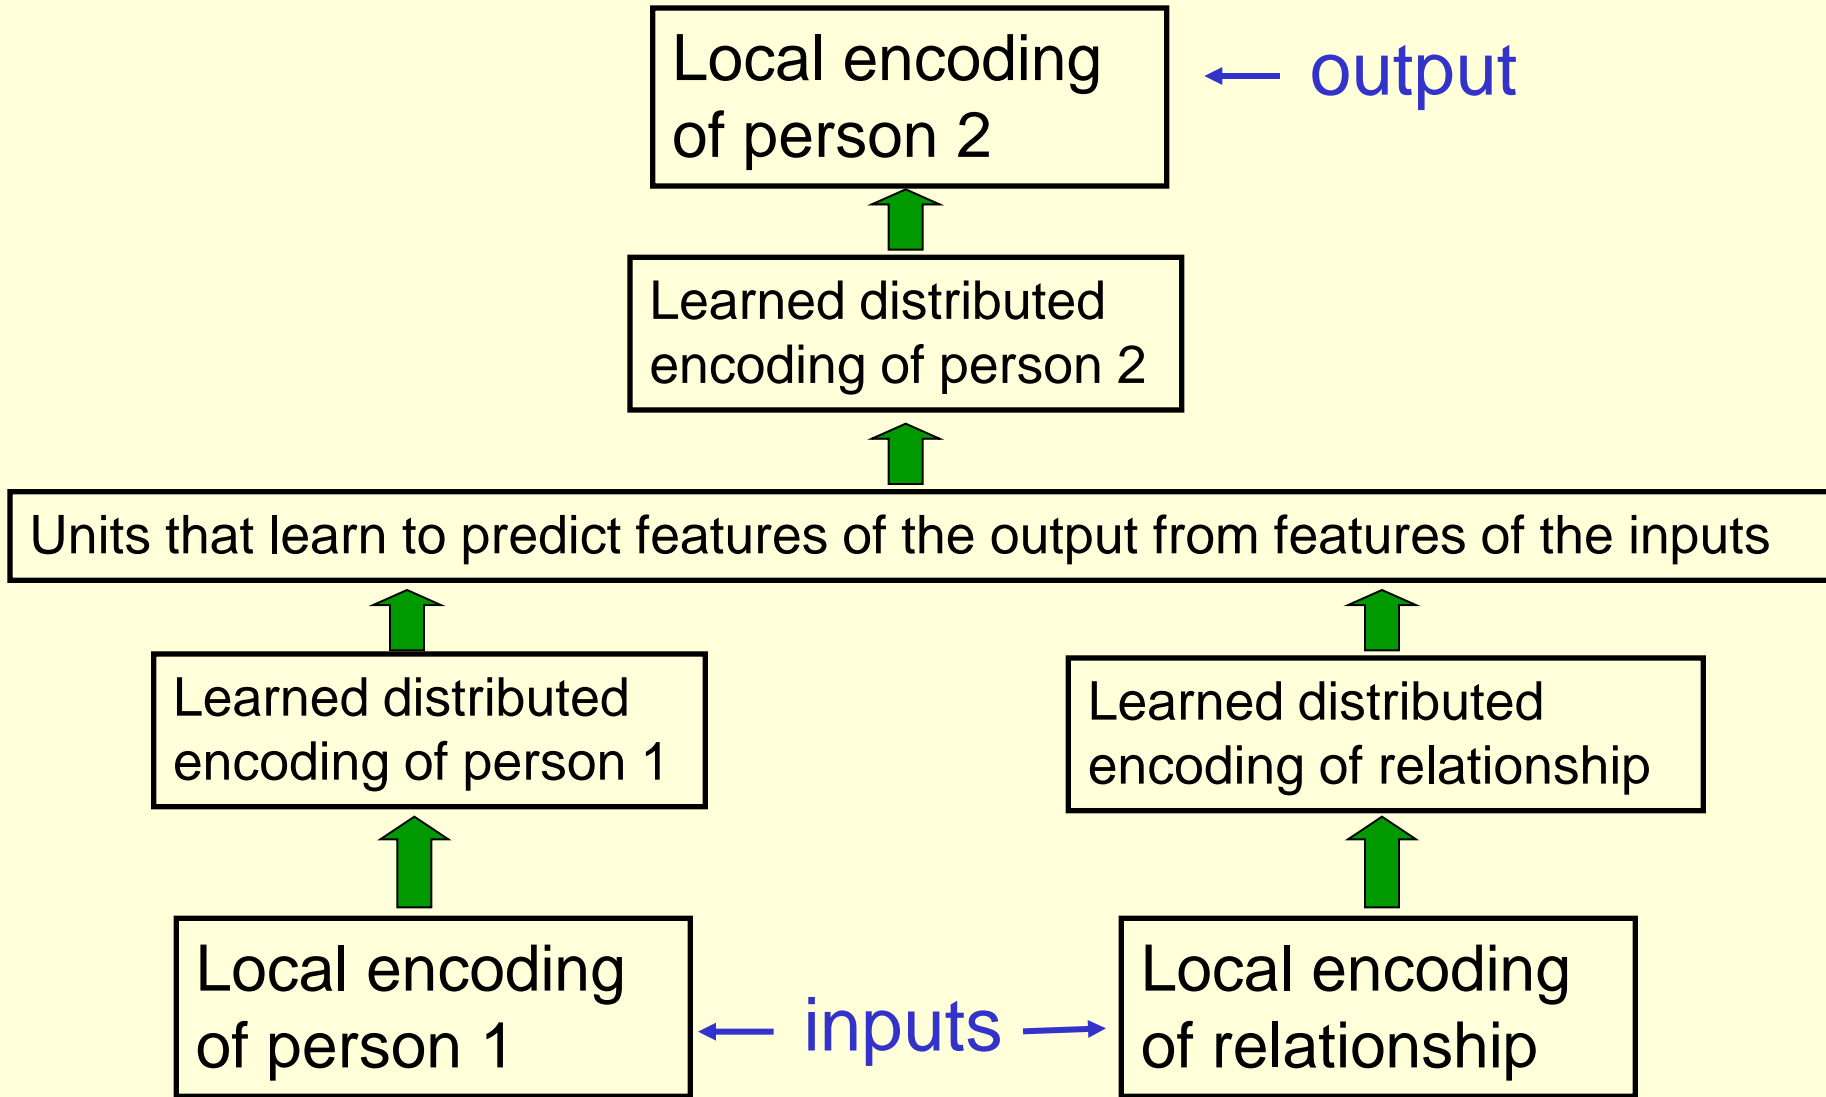 Local encoding
of person 2
output
Learned distributed
encoding of person 2
Units that learn to predict features of the output from features of the inputs
Learned distributed
encoding of person 1
Learned distributed
encoding of relationship
Local encoding
of person 1
inputs
Local encoding
of relationship